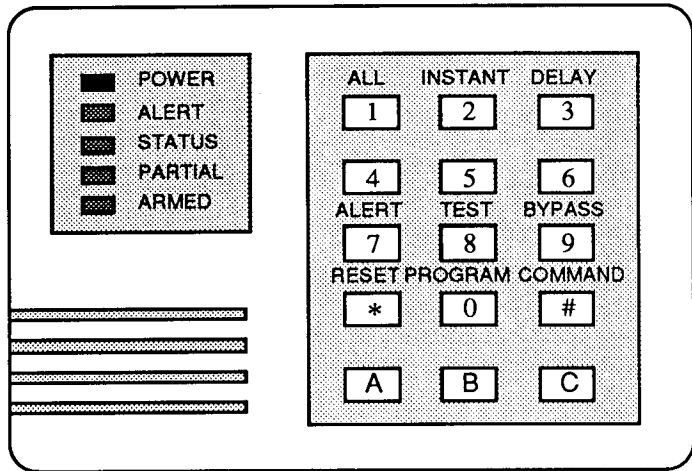 POWER
ALERT
STATUS
PARTIAL
ARMED
ALL INSTANT DELAY
1 2 3
4 5 6
ALERT TEST BYPASS
7 8 9
RESET PROGRAM COMMAND
* 0 #
A B C